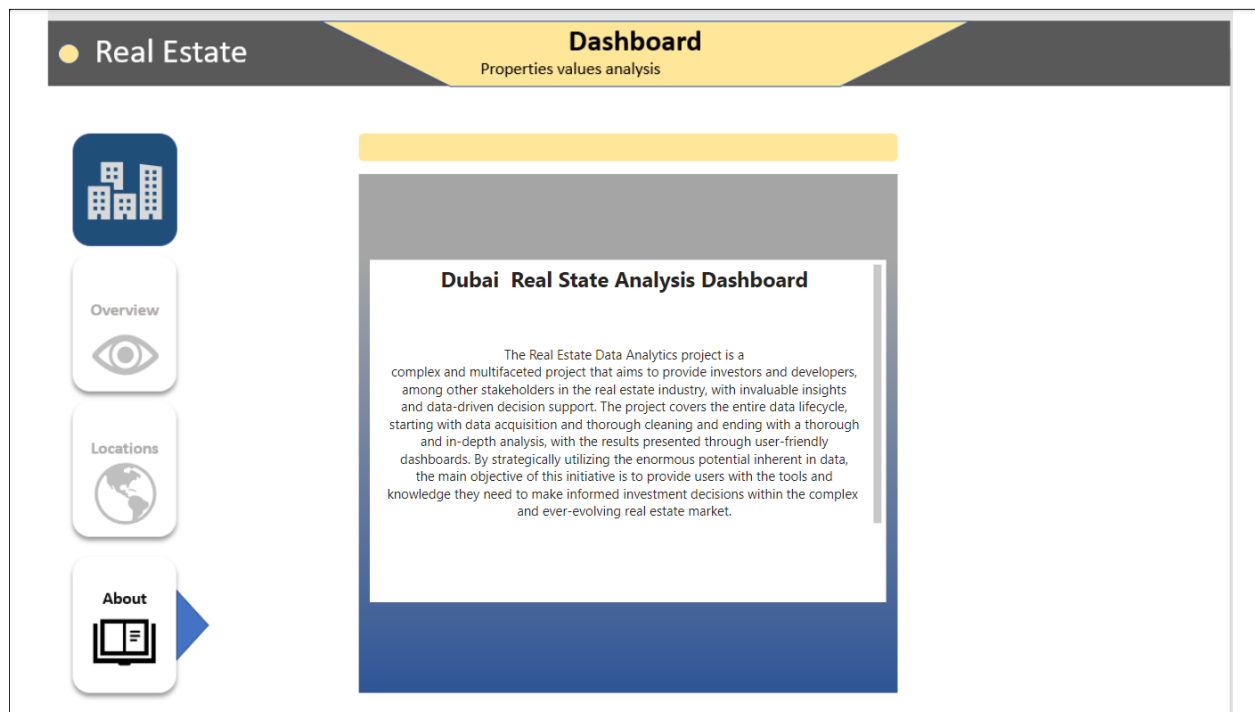 Real Estate
Dashboard
Properties values analysis
Overview
Locations
About
Dubai  Real State Analysis Dashboard
The Real Estate Data Analytics project is a
complex and multifaceted project that aims to provide investors and developers,
among other stakeholders in the real estate industry, with invaluable insights
and data-driven decision support. The project covers the entire data lifecycle,
starting with data acquisition and thorough cleaning and ending with a thorough
and in-depth analysis, with the results presented through user-friendly
dashboards. By strategically utilizing the enormous potential inherent in data,
the main objective of this initiative is to provide users with the tools and
knowledge they need to make informed investment decisions within the complex
and ever-evolving real estate market.